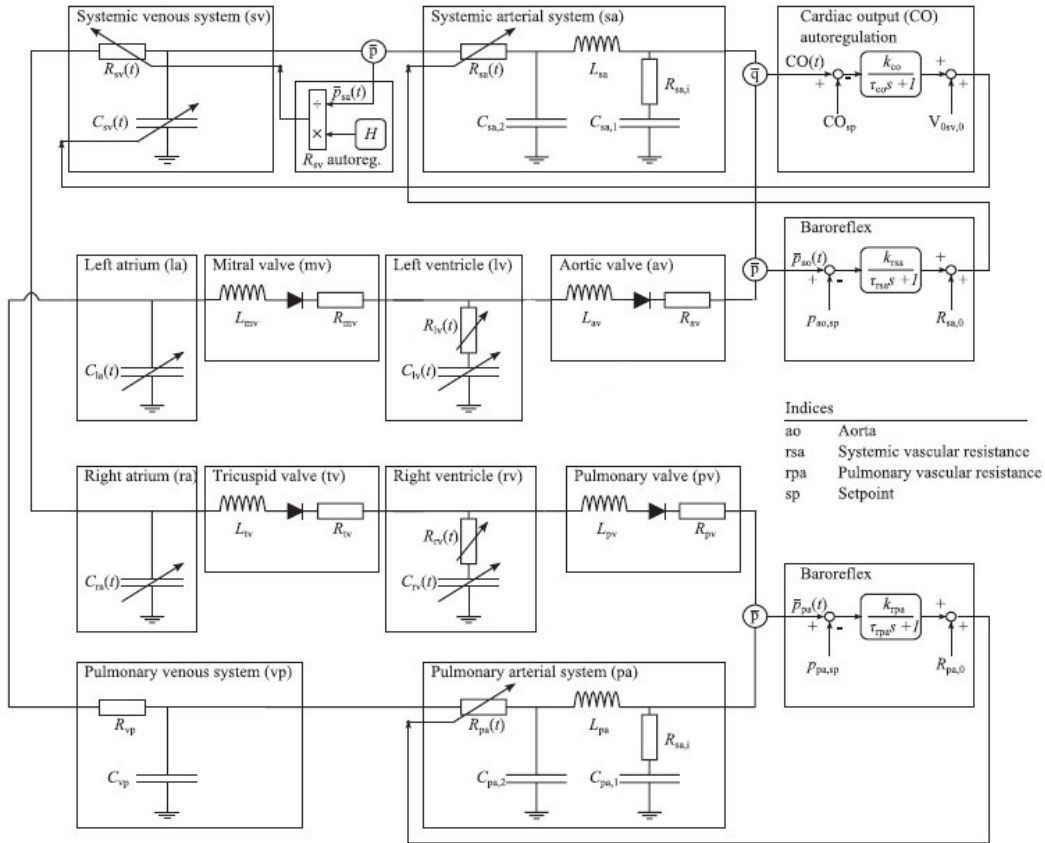 Systemic venous system (sv)
R_sv(t)
C_sv(t)
p̄
p̄_sa(t)
÷
×
H
R_sv autoreg.
Systemic arterial system (sa)
R_sa(t)
L_sa
R_sa,i
C_sa,2
C_sa,1
q̄
Cardiac output (CO)
autoregulation
CO(t)
+
-
k_co
τ_co s + 1
+
+
CO_sp
V_0sv,0
Left atrium (la)
C_la(t)
Mitral valve (mv)
L_mv
R_mv
Left ventricle (lv)
R_lv(t)
C_lv(t)
Aortic valve (av)
L_av
R_av
p̄
Baroreflex
p̄_ao(t)
+
-
k_rsa
τ_rsa s + 1
+
+
p_ao,sp
R_sa,0
Indices
ao Aorta
rsa Systemic vascular resistance
rpa Pulmonary vascular resistance
sp Setpoint
Right atrium (ra)
C_ra(t)
Tricuspid valve (tv)
L_tv
R_tv
Right ventricle (rv)
R_rv(t)
C_rv(t)
Pulmonary valve (pv)
L_pv
R_pv
p̄
Baroreflex
p̄_pa(t)
+
-
k_rpa
τ_rpa s + 1
+
+
p_pa,sp
R_pa,0
Pulmonary venous system (vp)
R_vp
C_vp
Pulmonary arterial system (pa)
R_pa(t)
L_pa
R_sa,i
C_pa,2
C_pa,1